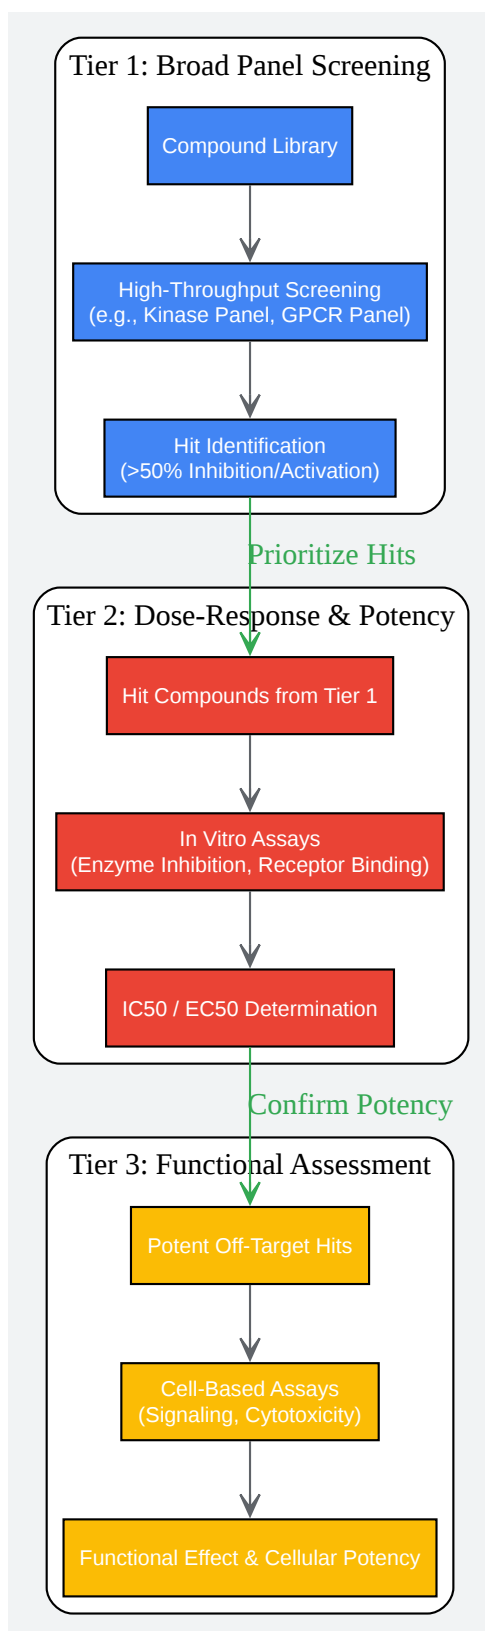 Tier 1: Broad Panel Screening
Compound Library
High-Throughput Screening
(e.g., Kinase Panel, GPCR Panel)
Hit Identification
(>50% Inhibition/Activation)
Prioritize Hits
Tier 2: Dose-Response & Potency
Hit Compounds from Tier 1
In Vitro Assays
(Enzyme Inhibition, Receptor Binding)
IC50 / EC50 Determination
Confirm Potency
Tier 3: Functional Assessment
Potent Off-Target Hits
Cell-Based Assays
(Signaling, Cytotoxicity)
Functional Effect & Cellular Potency